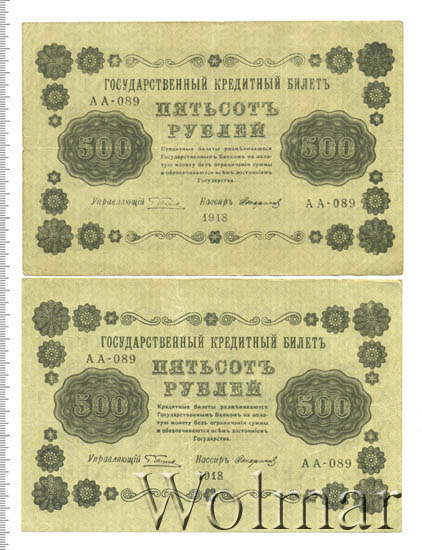 ГОСУДАРСТВЕННЫЙ КРЕДИТНЫЙ БИЛЕТЪ
АА-089
ПЯТЬСОТЪ
РУБЛЕЙ
500
500
Кредитные билеты размѣниваются
Государственнымъ Банкомъ на золо-
тую монету безъ ограниченія суммы
и обезпечиваются всѣмъ достояніемъ
Государства.
Управляющій
Кассиръ
АА-089
1918
ГОСУДАРСТВЕННЫЙ КРЕДИТНЫЙ БИЛЕТЪ
АА-089
ПЯТЬСОТЪ
РУБЛЕЙ
500
500
Кредитные билеты размѣниваются
Государственнымъ Банкомъ на золо-
тую монету безъ ограниченія суммы
и обезпечиваются всѣмъ достояніемъ
Государства.
Управляющій
Кассиръ
АА-089
1918
Wolmar